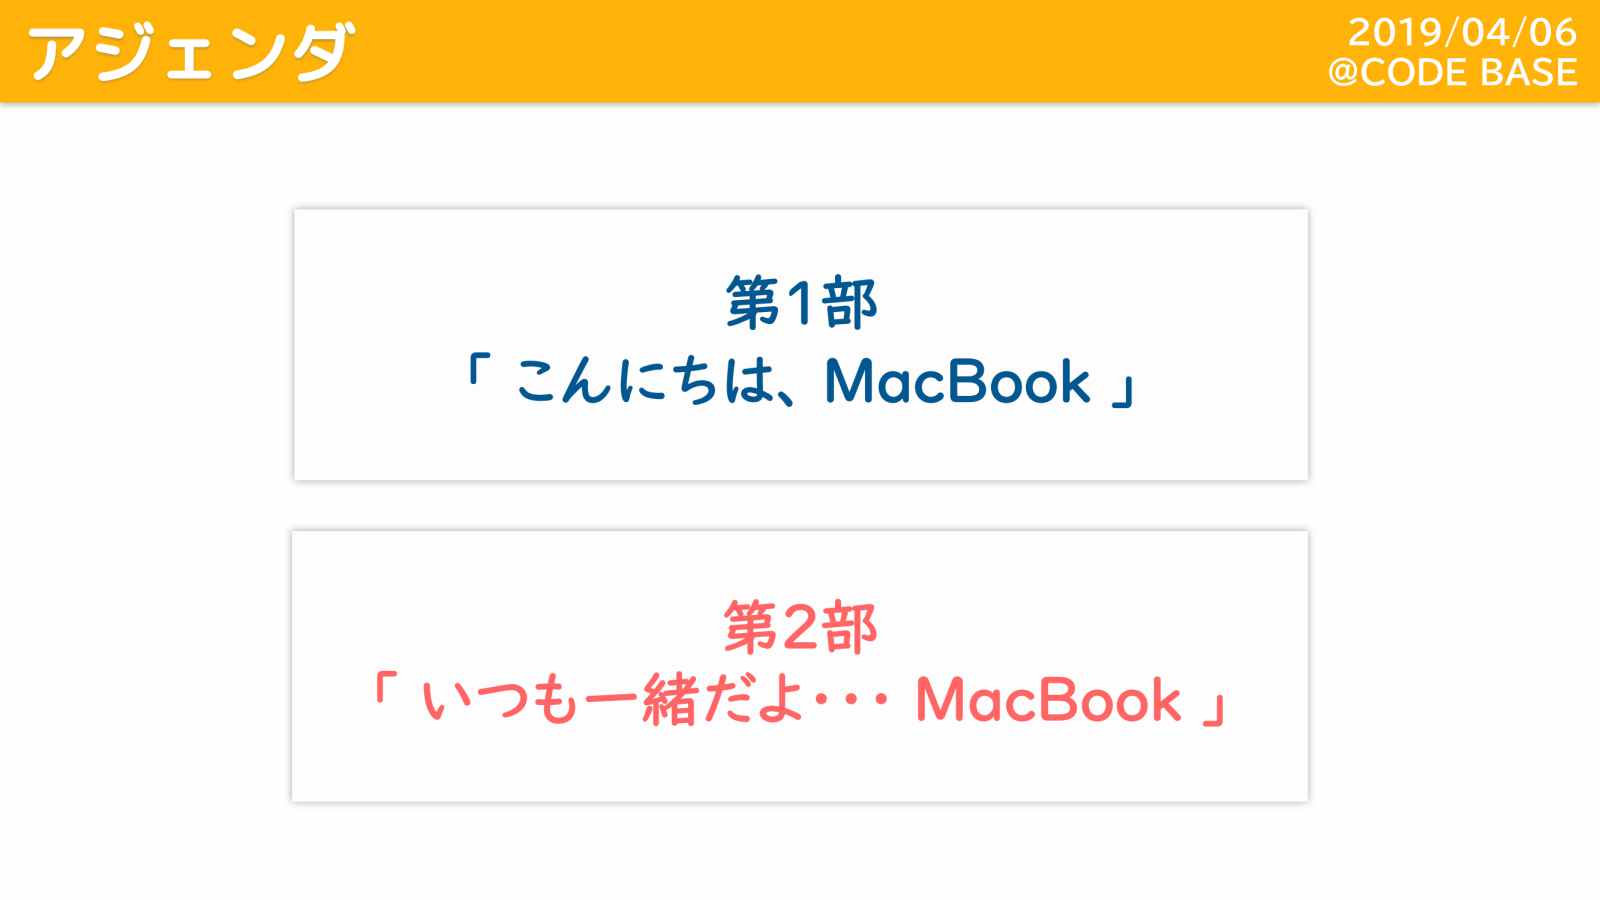 アジェンダ
2019/04/06
@CODE BASE
第1部
「 こんにちは、MacBook 」
第2部
「 いつも一緒だよ・・・ MacBook 」